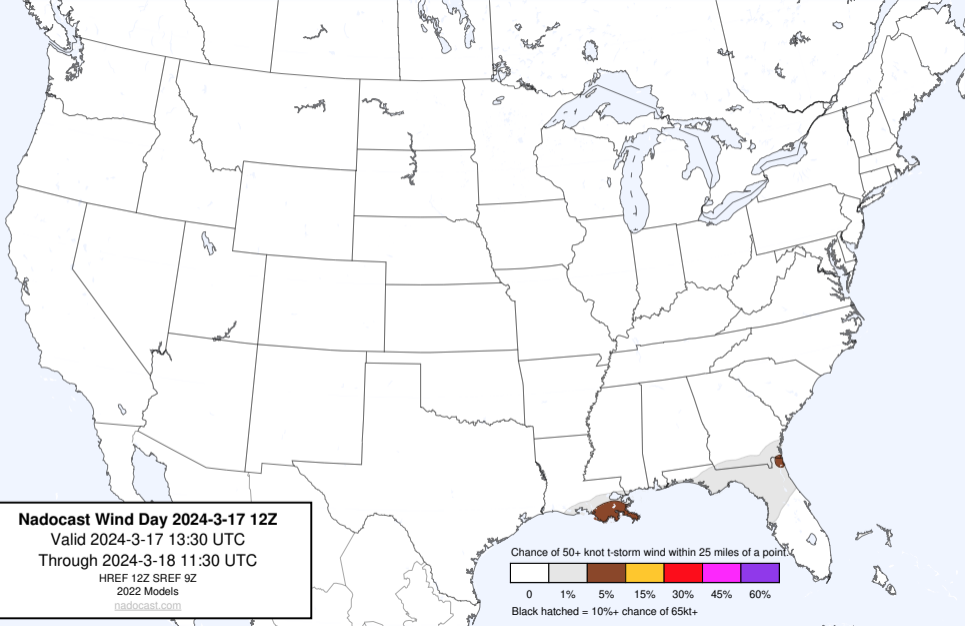 Nadocast Wind Day 2024-3-17 12Z
Valid 2024-3-17 13:30 UTC
Through 2024-3-18 11:30 UTC
HREF 12Z SREF 9Z
2022 Models
nadocast.com
Chance of 50+ knot t-storm wind within 25 miles of a point.
0 1% 5% 15% 30% 45% 60%
Black hatched = 10%+ chance of 65kt+